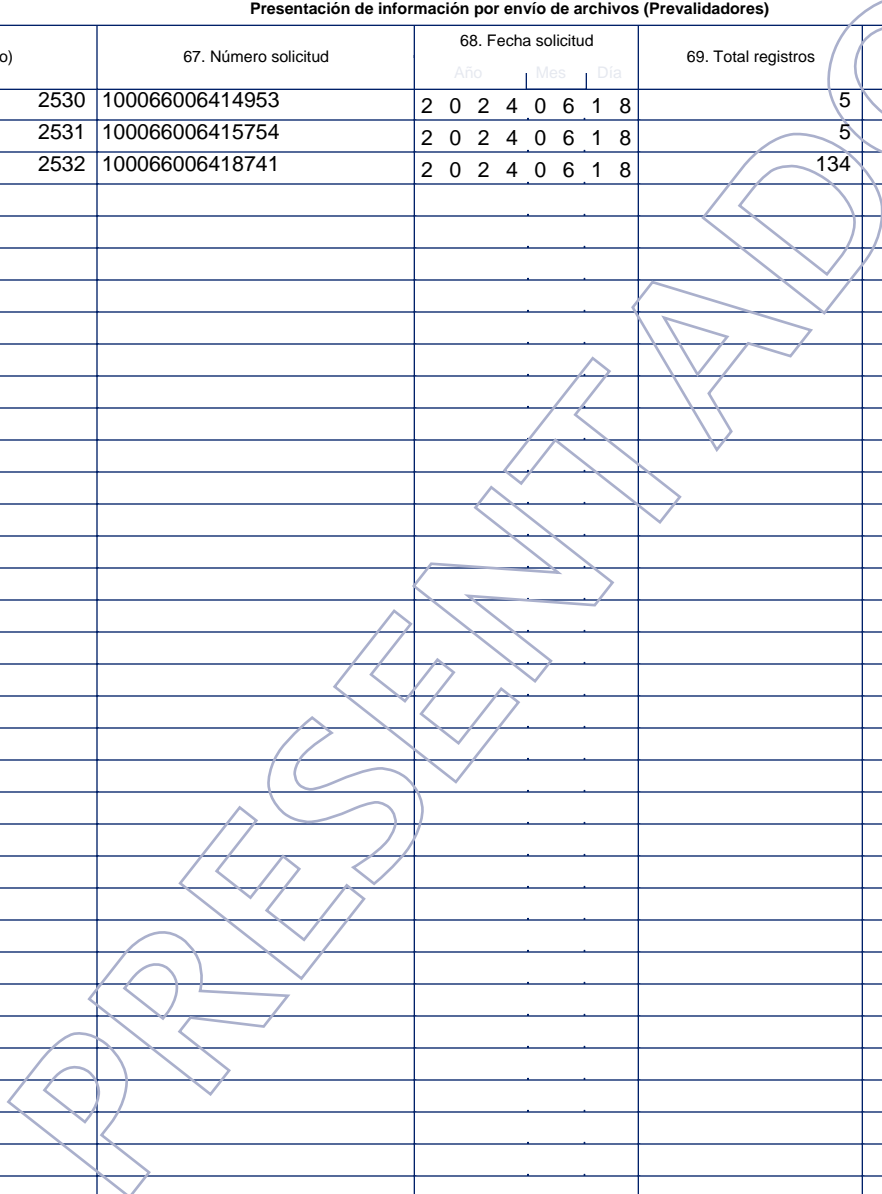 Presentación de información por envío de archivos (Prevalidadores)
o) 67. Número solicitud 68. Fecha solicitud 69. Total registros
Año Mes Día
2530 100066006414953 2 0 2 4 0 6 1 8 5
2531 100066006415754 2 0 2 4 0 6 1 8 5
2532 100066006418741 2 0 2 4 0 6 1 8 134
PRESENTADO